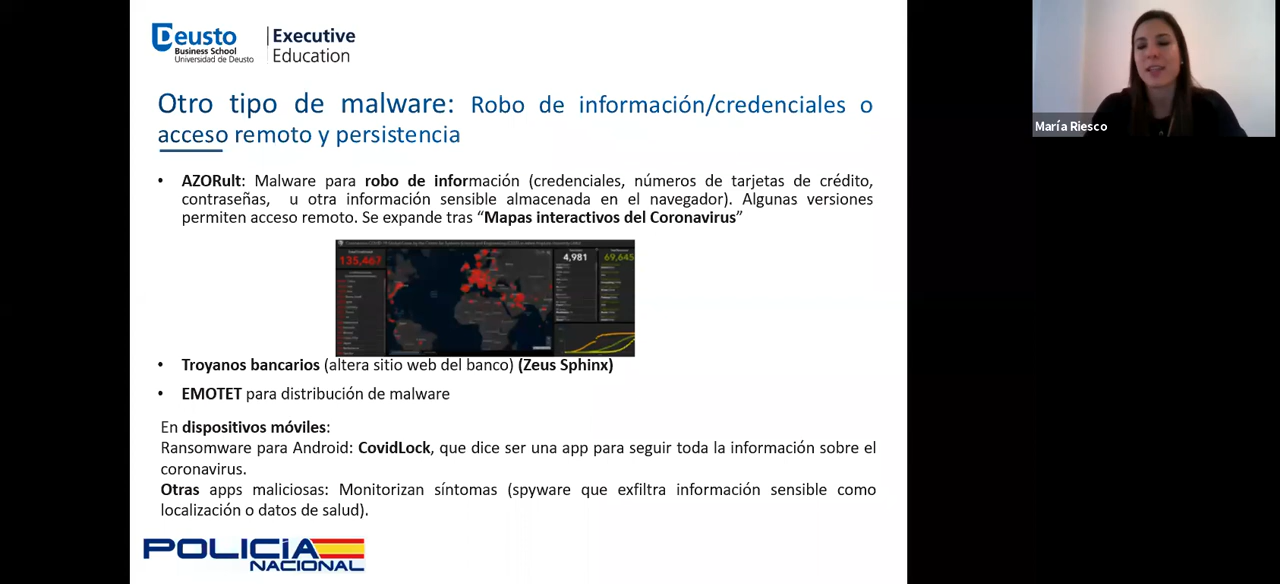 Deusto
Business School
Universidad de Deusto
Executive
Education
María Riesco
Otro tipo de malware: Robo de información/credenciales o
acceso remoto y persistencia
• AZORult: Malware para robo de información (credenciales, números de tarjetas de crédito,
contraseñas, u otra información sensible almacenada en el navegador). Algunas versiones
permiten acceso remoto. Se expande tras “Mapas interactivos del Coronavirus”
135,467
4,981
69,645
• Troyanos bancarios (altera sitio web del banco) (Zeus Sphinx)
• EMOTET para distribución de malware
En dispositivos móviles:
Ransomware para Android: CovidLock, que dice ser una app para seguir toda la información sobre el
coronavirus.
Otras apps maliciosas: Monitorizan síntomas (spyware que exfiltra información sensible como
localización o datos de salud).
POLICÍA
NACIONAL